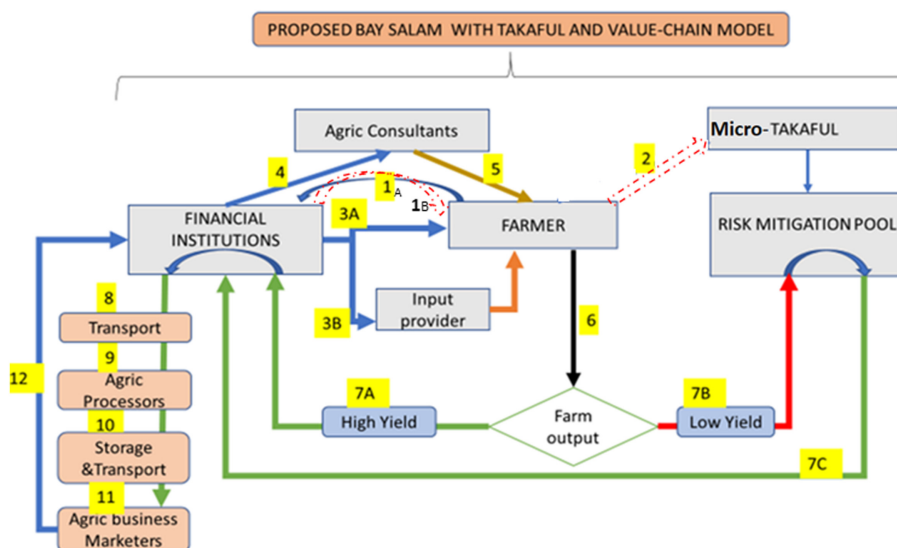 PROPOSED BAY SALAM WITH TAKAFUL AND VALUE-CHAIN MODEL
Agric Consultants
Micro-TAKAFUL
4
5
2
1A
1B
FINANCIAL
INSTITUTIONS
3A
FARMER
RISK MITIGATION POOL
Input
provider
3B
6
8
Transport
9
Agric
Processors
12
10
Storage
&Transport
11
Agric business
Marketers
7A
High Yield
Farm
output
7B
Low Yield
7C